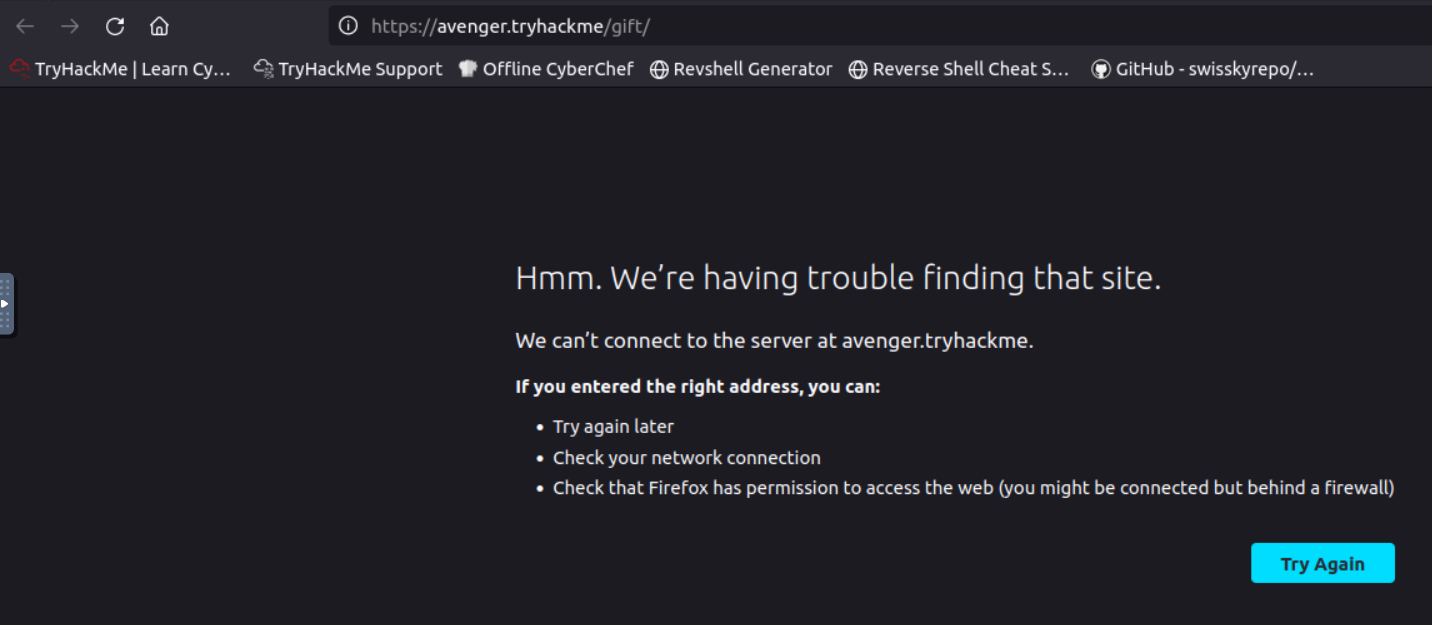 https://avenger.tryhackme/gift/
TryHackMe | Learn Cy... TryHackMe Support Offline CyberChef Revshell Generator Reverse Shell Cheat S... GitHub - swisskyrepo/...
Hmm. We’re having trouble finding that site.
We can’t connect to the server at avenger.tryhackme.
If you entered the right address, you can:
• Try again later
• Check your network connection
• Check that Firefox has permission to access the web (you might be connected but behind a firewall)
Try Again